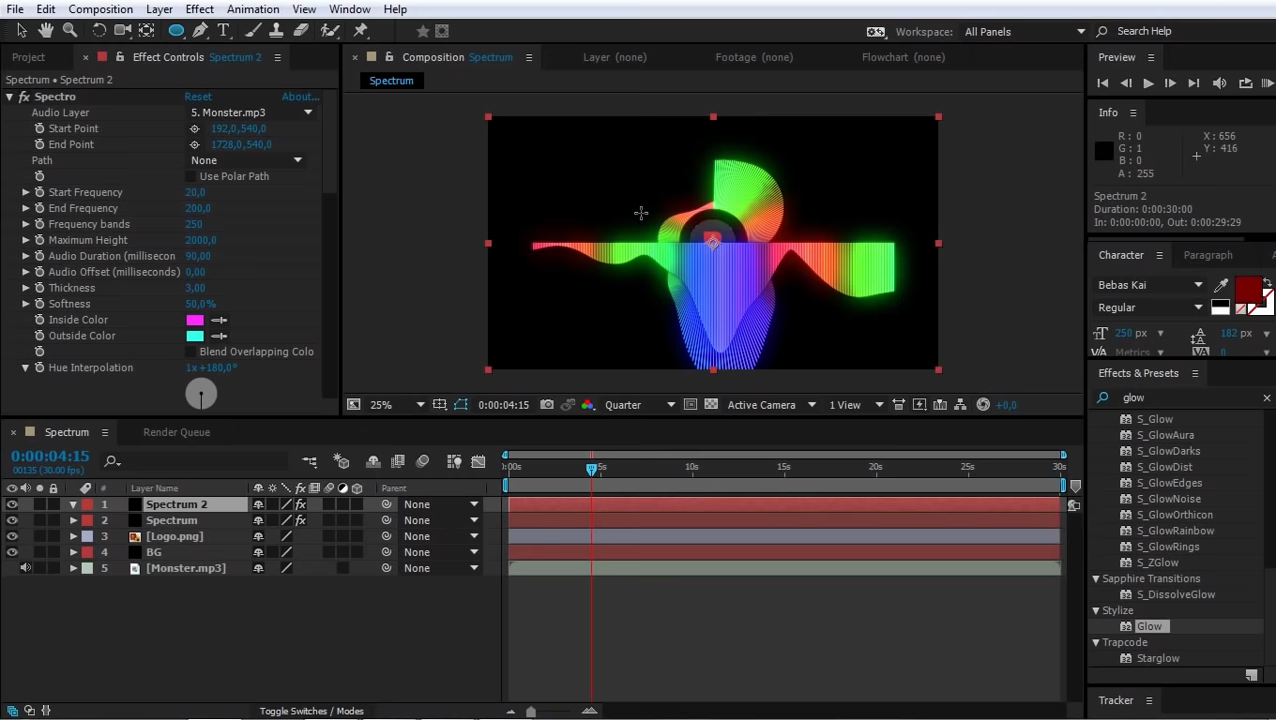 File Edit Composition Layer Effect Animation View Window Help
Workspace: All Panels Search Help
Project Effect Controls Spectrum 2
Composition Spectrum Layer (none) Footage (none) Flowchart (none)
Preview
Spectrum • Spectrum 2
Spectrum
fx Spectro Reset About...
Audio Layer 5. Monster.mp3
Start Point 192,0,540,0
End Point 1728,0,540,0
Path None
Use Polar Path
Start Frequency 20,0
End Frequency 200,0
Frequency bands 250
Maximum Height 2000,0
Audio Duration (millisecon 90,00
Audio Offset (milliseconds) 0,00
Thickness 3,00
Softness 50,0%
Inside Color
Outside Color
Blend Overlapping Colo
Hue Interpolation 1x+180,0°
25% 0:00:04:15 Quarter Active Camera 1 View +0,0
Info
R: 0 X: 656
G: 1 Y: 416
B: 0
A: 255
Spectrum 2
Duration: 0:00:30:00
In: 0:00:00:00, Out: 0:00:29:29
Character Paragraph
Bebas Kai
Regular
250 px 182 px
Metrics 0
Effects & Presets
glow
S_Glow
S_GlowAura
S_GlowDarks
S_GlowDist
S_GlowEdges
S_GlowNoise
S_GlowOrthicon
S_GlowRainbow
S_GlowRings
S_ZGlow
Sapphire Transitions
S_DissolveGlow
Stylize
Glow
Trapcode
Starglow
Tracker
Spectrum Render Queue
0:00:04:15
00135 (30.00 fps)
:00s 5s 10s 15s 20s 25s 30s
# Layer Name fx Parent
1 Spectrum 2 fx None
2 Spectrum fx None
3 [Logo.png] None
4 BG None
5 [Monster.mp3] None
Toggle Switches / Modes